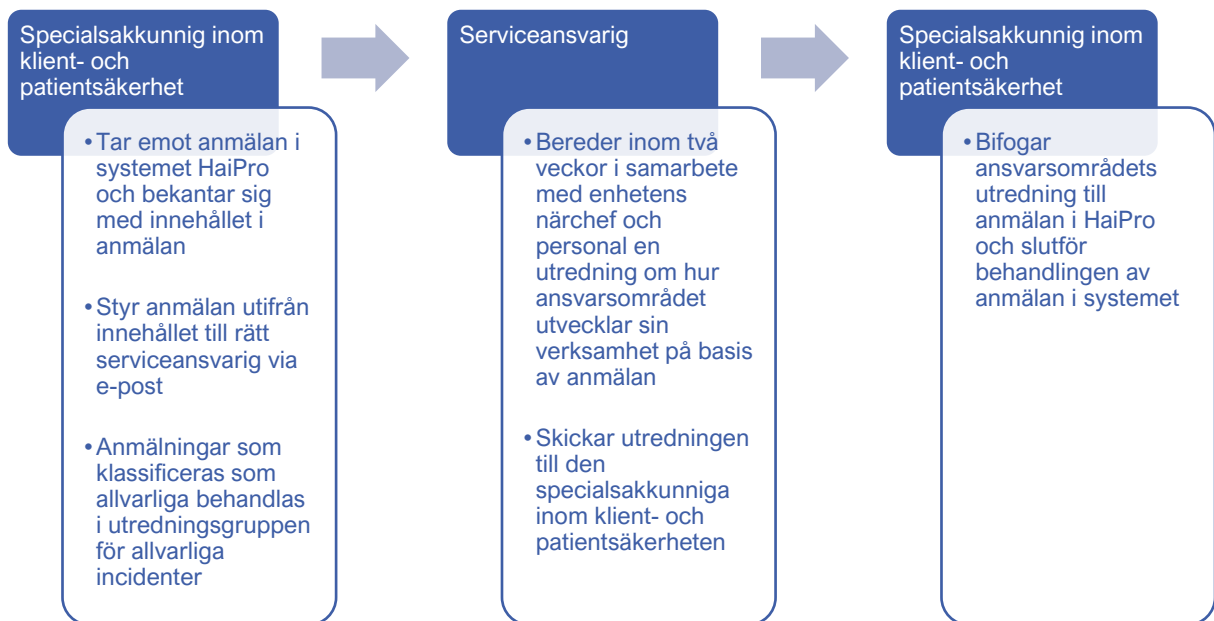 Specialsakkunnig inom
klient- och
patientsäkerhet
• Tar emot anmälan i
systemet HaiPro
och bekantar sig
med innehållet i
anmälan
• Styr anmälan utifrån
innehållet till rätt
serviceansvarig via
e-post
• Anmälningar som
klassificeras som
allvarliga behandlas
i utredningsgruppen
för allvarliga
incidenter
Serviceansvarig
• Bereder inom två
veckor i samarbete
med enhetens
närchef och
personal en
utredning om hur
ansvarsområdet
utvecklar sin
verksamhet på basis
av anmälan
• Skickar utredningen
till den
specialsakkunniga
inom klient- och
patientsäkerheten
Specialsakkunnig inom
klient- och
patientsäkerhet
• Bifogar
ansvarsområdets
utredning till
anmälan i HaiPro
och slutför
behandlingen av
anmälan i systemet